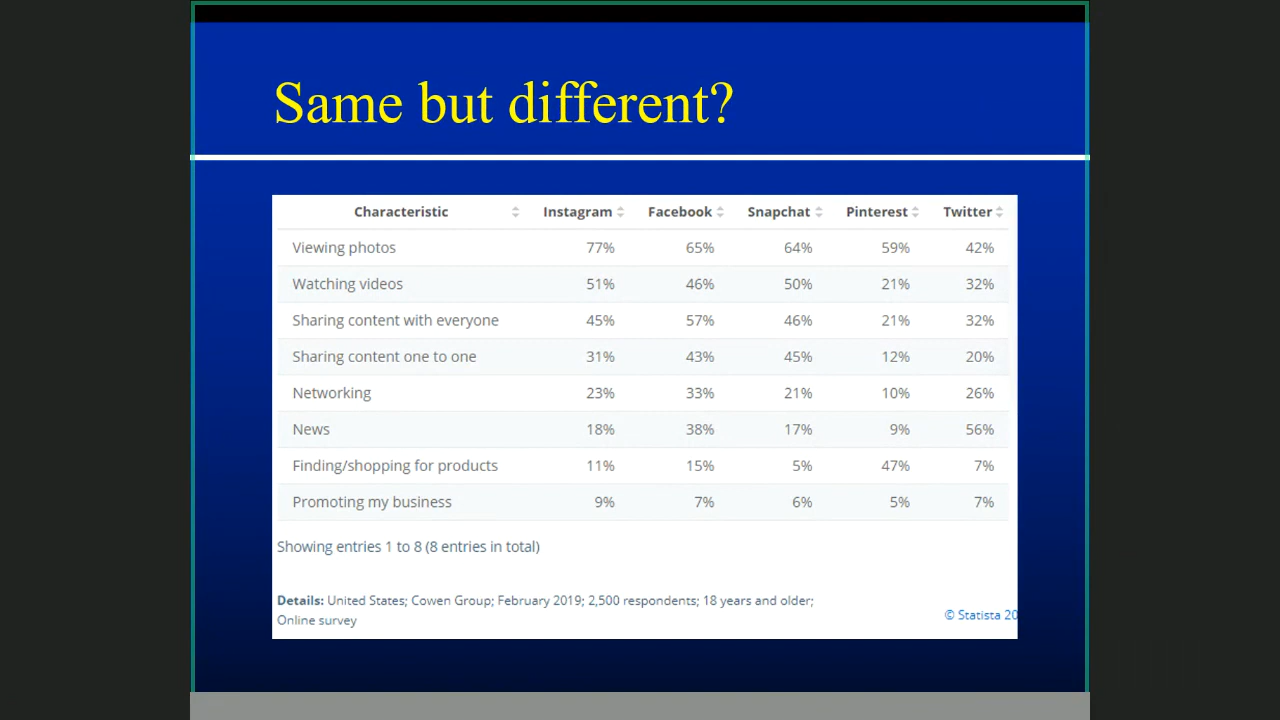 Same but different?
Characteristic Instagram Facebook Snapchat Pinterest Twitter
Viewing photos 77% 65% 64% 59% 42%
Watching videos 51% 46% 50% 21% 32%
Sharing content with everyone 45% 57% 46% 21% 32%
Sharing content one to one 31% 43% 45% 12% 20%
Networking 23% 33% 21% 10% 26%
News 18% 38% 17% 9% 56%
Finding/shopping for products 11% 15% 5% 47% 7%
Promoting my business 9% 7% 6% 5% 7%
Showing entries 1 to 8 (8 entries in total)
Details: United States; Cowen Group; February 2019; 2,500 respondents; 18 years and older;
Online survey
© Statista 20